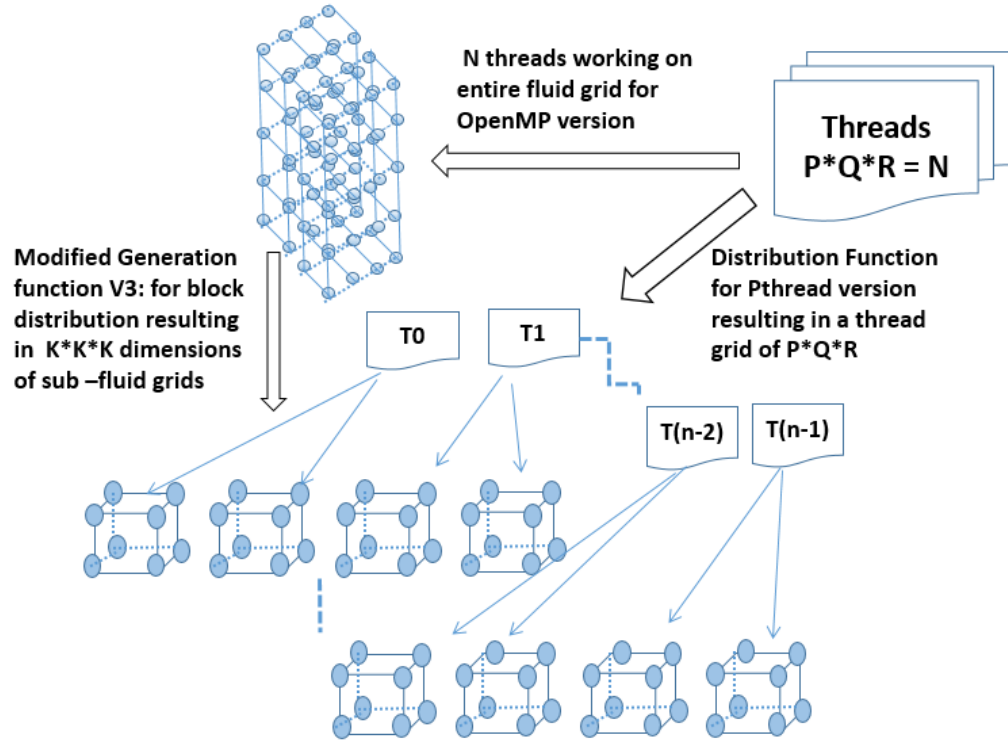 N threads working on
entire fluid grid for
OpenMP version
Threads
P*Q*R = N
Modified Generation
function V3: for block
distribution resulting
in K*K*K dimensions
of sub –fluid grids
Distribution Function
for Pthread version
resulting in a thread
grid of P*Q*R
T0
T1
T(n-2)
T(n-1)